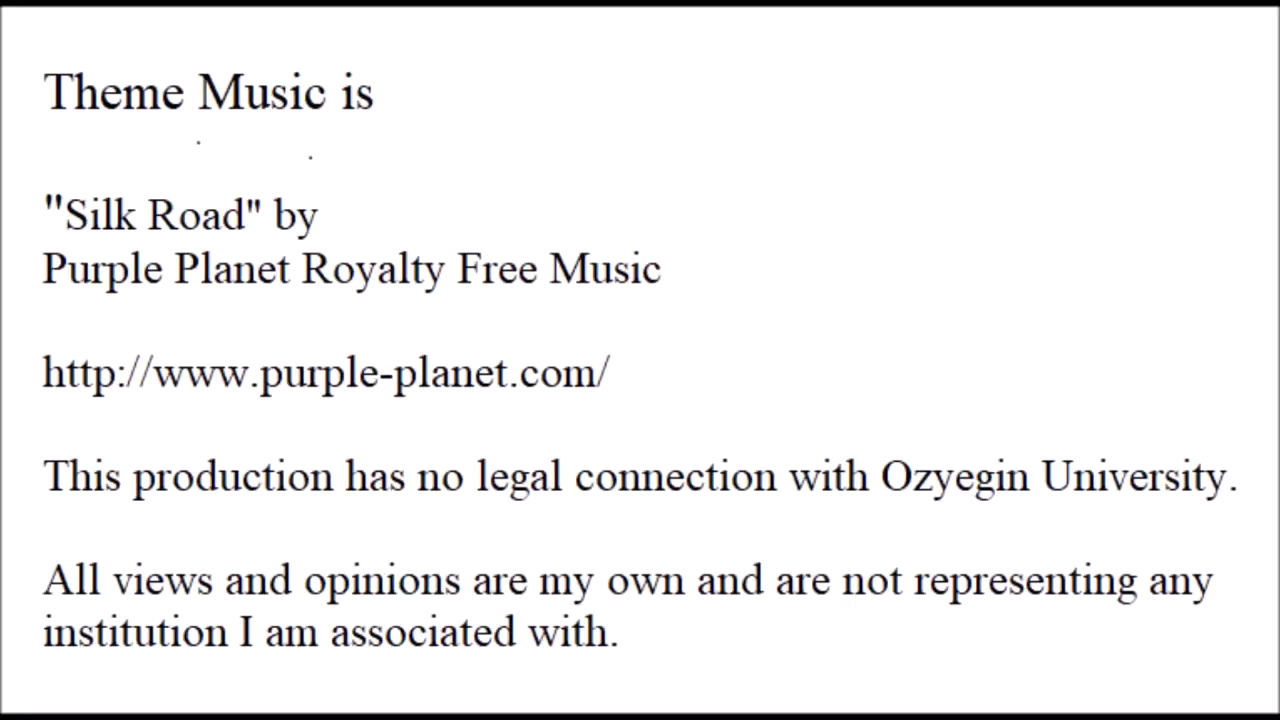 Theme Music is
"Silk Road" by
Purple Planet Royalty Free Music
http://www.purple-planet.com/
This production has no legal connection with Ozyegin University.
All views and opinions are my own and are not representing any
institution I am associated with.